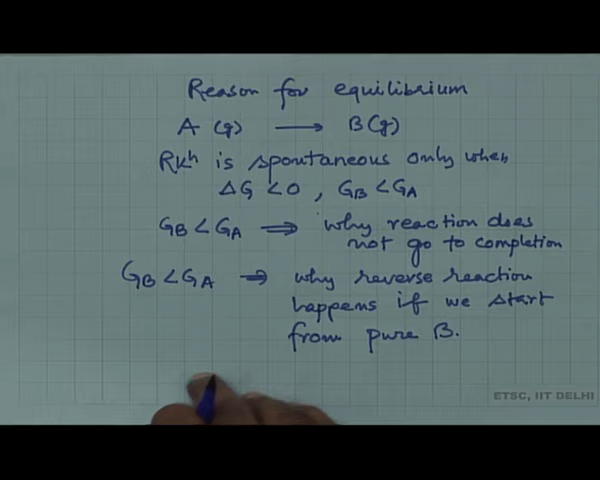 Reason for equilibrium
A (g) ⟶ B(g)
Rxⁿ is spontaneous only when
ΔG < 0 , G_B < G_A
G_B < G_A ⟹ why reaction does
not go to completion
G_B < G_A ⟹ why reverse reaction
happens if we start
from pure B.
ETSC, IIT DELHI